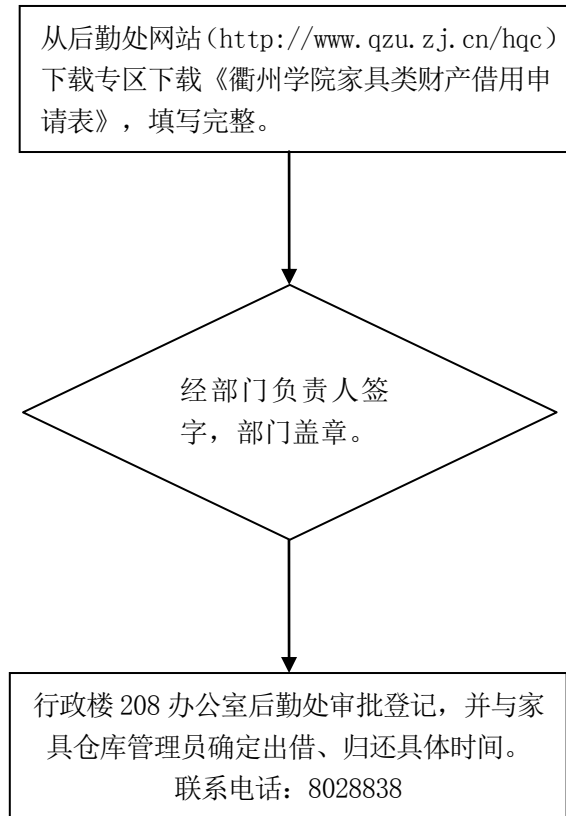 从后勤处网站(http://www.qzu.zj.cn/hqc)
下载专区下载《衢州学院家具类财产借用申
请表》，填写完整。
经部门负责人签
字，部门盖章。
行政楼 208 办公室后勤处审批登记，并与家
具仓库管理员确定出借、归还具体时间。
联系电话：8028838